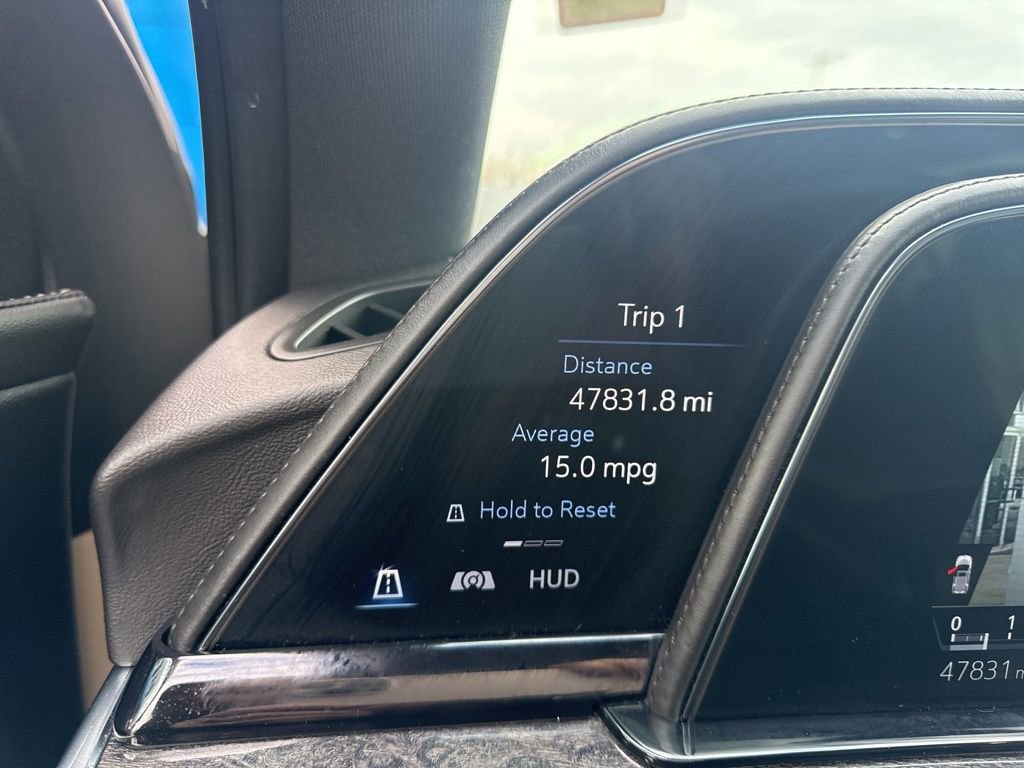 Trip 1
Distance
47831.8 mi
Average
15.0 mpg
Hold to Reset
HUD
0 1
47831